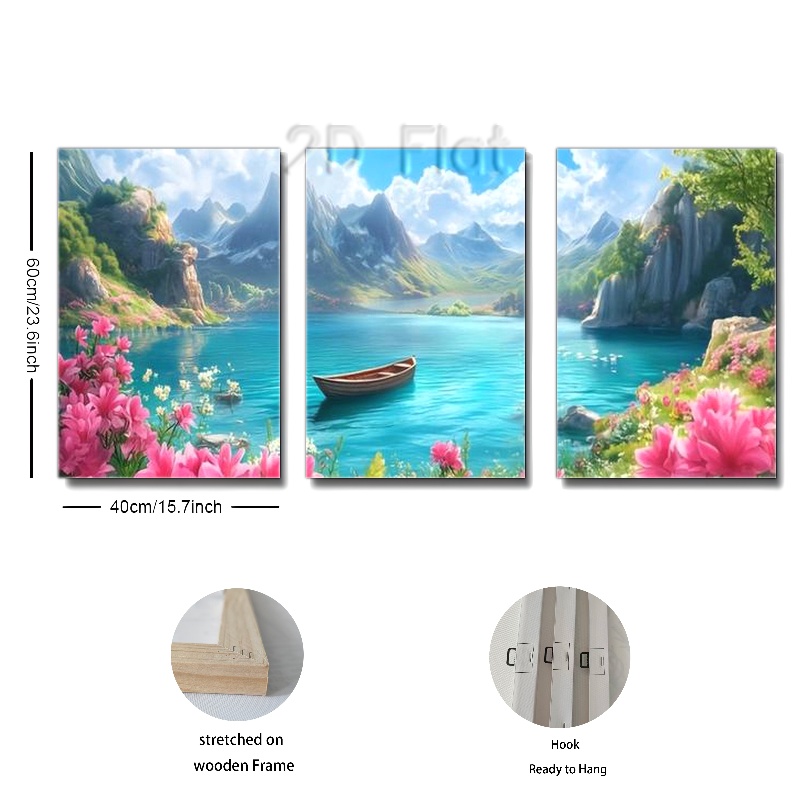 2D Flat
60cm/23.6inch
40cm/15.7inch
stretched on
wooden Frame
Hook
Ready to Hang